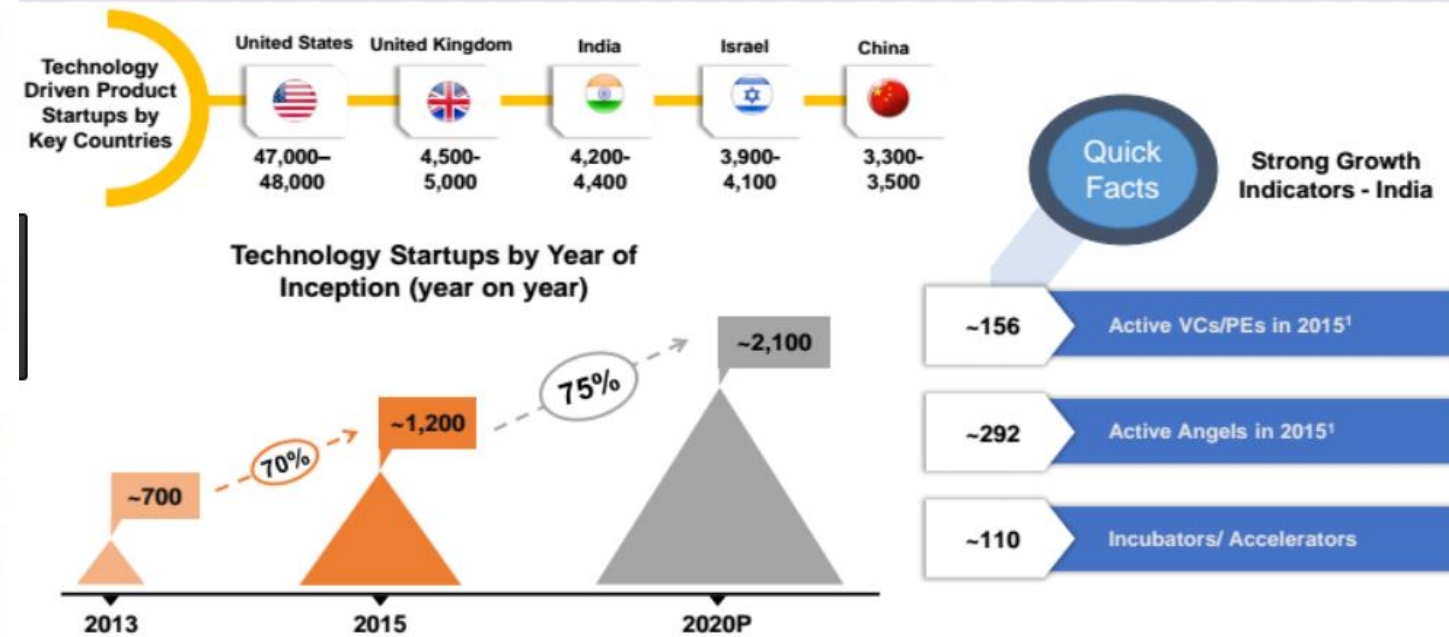 Technology
Driven Product
Startups by
Key Countries
United States
47,000–
48,000
United Kingdom
4,500-
5,000
India
4,200-
4,400
Israel
3,900-
4,100
China
3,300-
3,500
Technology Startups by Year of
Inception (year on year)
~700
70%
~1,200
75%
~2,100
2013
2015
2020P
Quick
Facts
Strong Growth
Indicators - India
~156
Active VCs/PEs in 2015¹
~292
Active Angels in 2015¹
~110
Incubators/ Accelerators